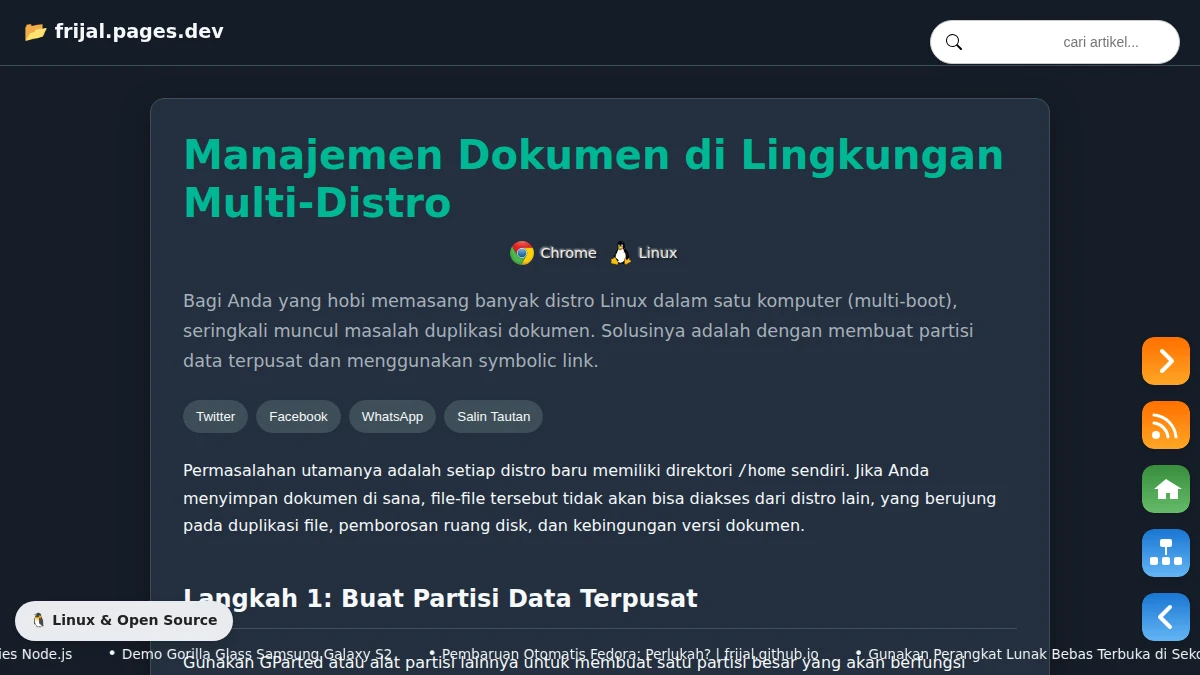 📂 frijal.pages.dev
cari artikel...
Manajemen Dokumen di Lingkungan
Multi-Distro
Chrome Linux
Bagi Anda yang hobi memasang banyak distro Linux dalam satu komputer (multi-boot),
seringkali muncul masalah duplikasi dokumen. Solusinya adalah dengan membuat partisi
data terpusat dan menggunakan symbolic link.
Twitter Facebook WhatsApp Salin Tautan
Permasalahan utamanya adalah setiap distro baru memiliki direktori /home sendiri. Jika Anda
menyimpan dokumen di sana, file-file tersebut tidak akan bisa diakses dari distro lain, yang berujung
pada duplikasi file, pemborosan ruang disk, dan kebingungan versi dokumen.
Langkah 1: Buat Partisi Data Terpusat
🐧 Linux & Open Source
ies Node.js • Demo Gorilla Glass Samsung Galaxy S2 • Pembaruan Otomatis Fedora: Perlukah? | frijal.github.io • Gunakan Perangkat Lunak Bebas Terbuka di Seko
Gunakan GParted atau alat partisi lainnya untuk membuat satu partisi besar yang akan berfungsi